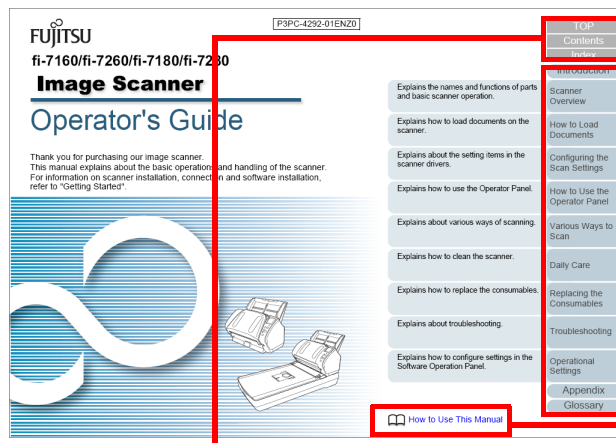 P3PC-4292-01ENZ0
FUJITSU
fi-7160/fi-7260/fi-7180/fi-7280
Image Scanner
Operator's Guide
Thank you for purchasing our image scanner.
This manual explains about the basic operations and handling of the scanner.
For information on scanner installation, connection and software installation,
refer to "Getting Started".
TOP
Contents
Index
Introduction
Explains the names and functions of parts
and basic scanner operation.
Scanner
Overview
Explains how to load documents on the
scanner.
How to Load
Documents
Explains about the setting items in the
scanner drivers.
Configuring the
Scan Settings
Explains how to use the Operator Panel.
How to Use the
Operator Panel
Explains about various ways of scanning.
Various Ways to
Scan
Explains how to clean the scanner.
Daily Care
Explains how to replace the consumables.
Replacing the
Consumables
Explains about troubleshooting.
Troubleshooting
Explains how to configure settings in the
Software Operation Panel.
Operational
Settings
Appendix
Glossary
How to Use This Manual